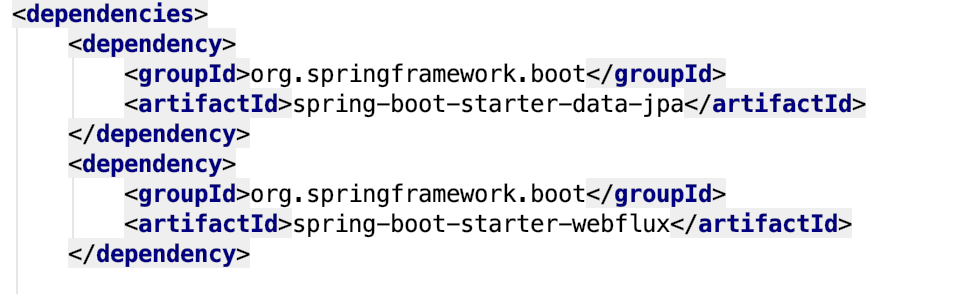 <dependencies>
<dependency>
<groupId>org.springframework.boot</groupId>
<artifactId>spring-boot-starter-data-jpa</artifactId>
</dependency>
<dependency>
<groupId>org.springframework.boot</groupId>
<artifactId>spring-boot-starter-webflux</artifactId>
</dependency>